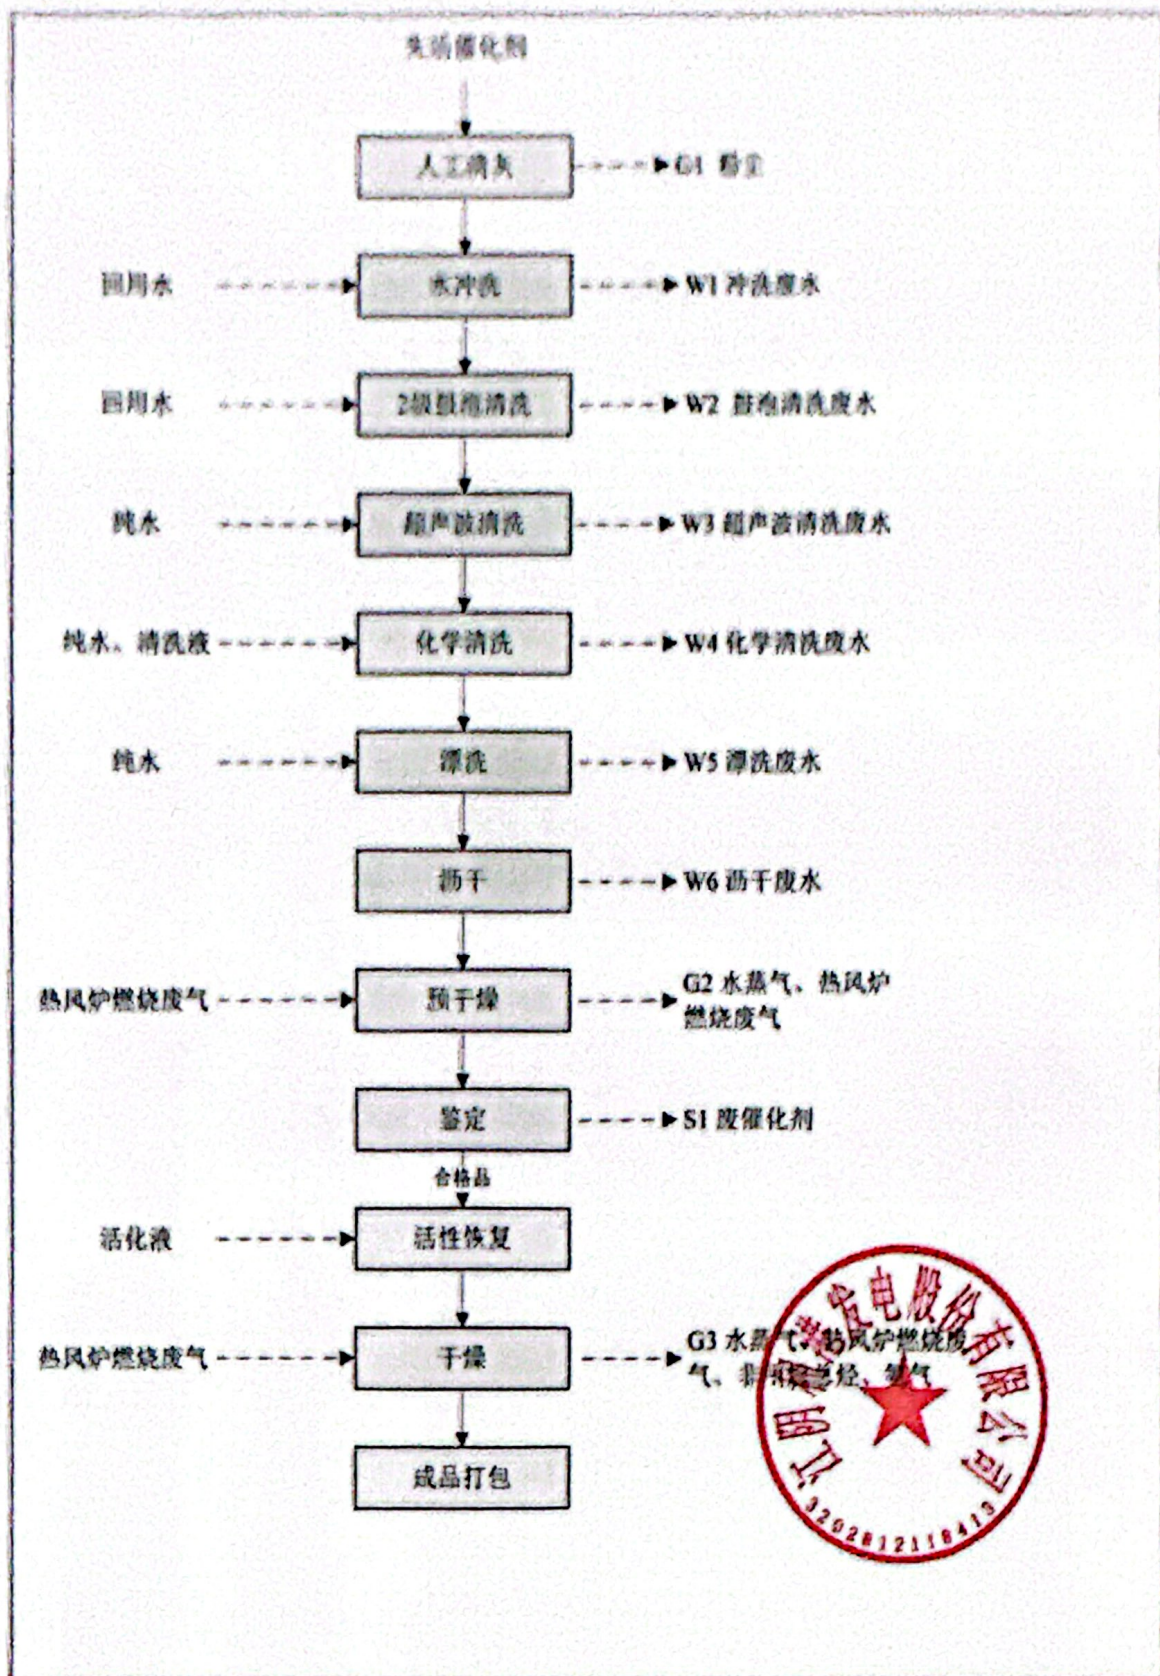 失活催化剂
人工清灰
G1 粉尘
回用水
水冲洗
W1 冲洗废水
回用水
2级鼓泡清洗
W2 鼓泡清洗废水
纯水
超声波清洗
W3 超声波清洗废水
纯水、清洗液
化学清洗
W4 化学清洗废水
纯水
漂洗
W5 漂洗废水
沥干
W6 沥干废水
热风炉燃烧废气
预干燥
G2 水蒸气、热风炉
燃烧废气
鉴定
S1 废催化剂
合格品
活化液
活性恢复
热风炉燃烧废气
干燥
G3 水蒸气、热风炉燃烧废
气、非甲烷总烃、氨气
成品打包
发电股份有限公司